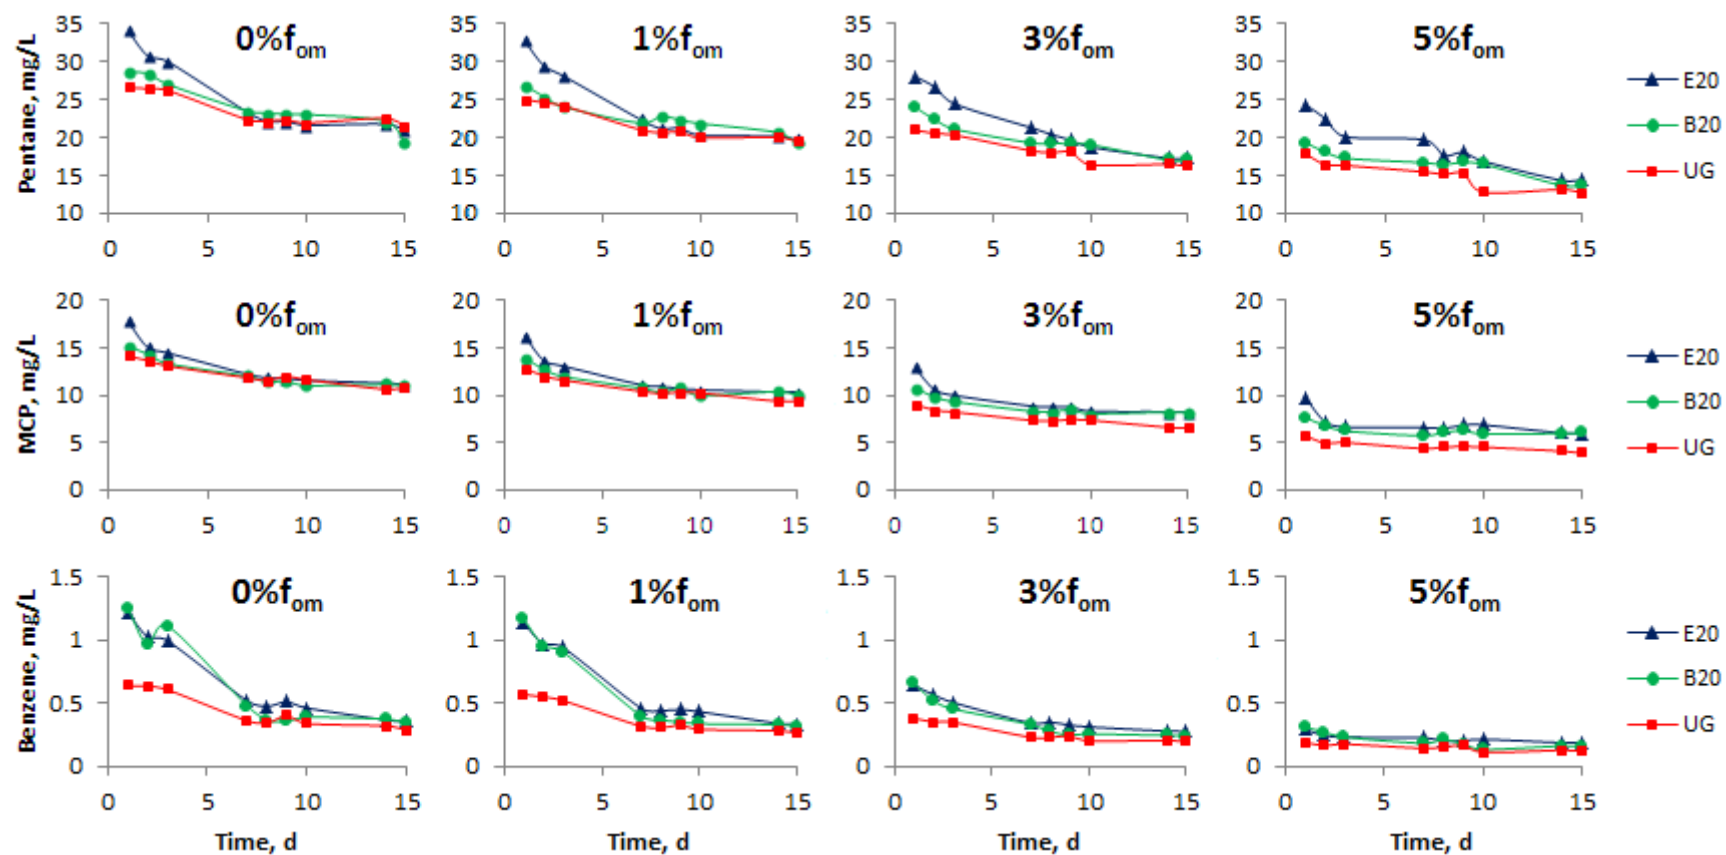 Pentane, mg/L
35 30 25 20 15 10
0 5 10 15
0%fom
35 30 25 20 15 10
0 5 10 15
1%fom
35 30 25 20 15 10
0 5 10 15
3%fom
35 30 25 20 15 10
0 5 10 15
5%fom
E20
B20
UG
MCP, mg/L
20 15 10 5 0
0 5 10 15
0%fom
20 15 10 5 0
0 5 10 15
1%fom
20 15 10 5 0
0 5 10 15
3%fom
20 15 10 5 0
0 5 10 15
5%fom
E20
B20
UG
Benzene, mg/L
1.5 1 0.5 0
0 5 10 15
0%fom
Time, d
1.5 1 0.5 0
0 5 10 15
1%fom
Time, d
1.5 1 0.5 0
0 5 10 15
3%fom
Time, d
1.5 1 0.5 0
0 5 10 15
5%fom
Time, d
E20
B20
UG